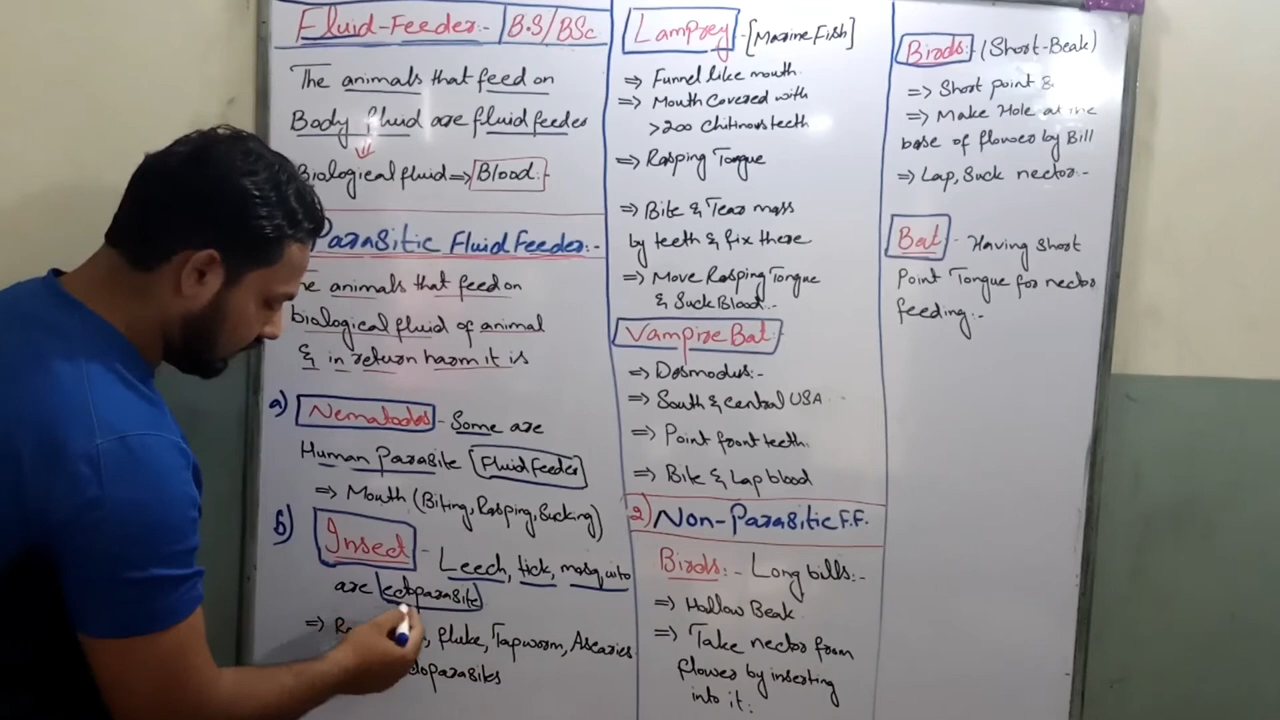 Fluid-Feeder:- B.S/BSc
The animals that feed on
Body fluid are fluid feeder
Biological fluid ⇒ Blood:-
Parasitic Fluid Feeder:-
animals that feed on
biological fluid of animal
& in return harm it is
a) Nematodes - Some are
Human Parasite [Fluid feeder]
⇒ Mouth (Biting, Rasping, Sucking)
b) Insect - Leech, tick, mosquito
are ectoparasite
⇒ fluke, Tapworm, Ascaries
Lamprey - [Marine Fish]
⇒ Funnel like mouth
⇒ Mouth Covered with
>200 Chitinous teeth
⇒ Rasping Tongue
⇒ Bite & Tear mass
by teeth & fix there
⇒ Move Rasping Tongue
& Suck Blood:-
Vampire Bat:-
⇒ Desmodus:-
⇒ South & central USA
⇒ Point front teeth.
⇒ Bite & Lap blood
2) Non-Parasitic F.F.
Birds:- Long bills:-
⇒ Hollow Beak
⇒ Take nector from
flower by inserting
into it:
Birds:- (Short-Beak)
⇒ Short point &
⇒ Make Hole at the
base of flower by Bill
⇒ Lap, Suck nector:-
Bat - Having short
Point Tongue for nector
feeding:-